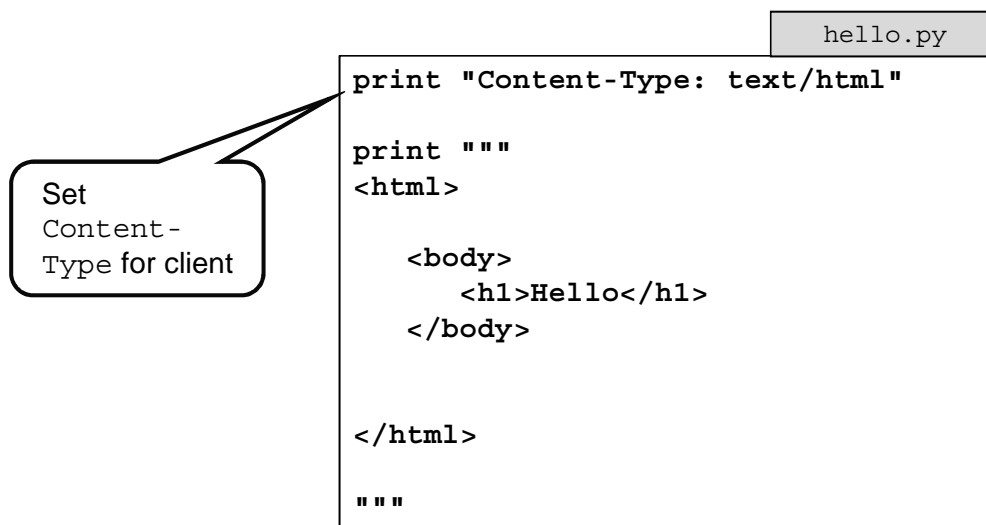 hello.py
print "Content-Type: text/html"
print """
<html>
<body>
<h1>Hello</h1>
</body>
</html>
"""
Set
Content-
Type for client